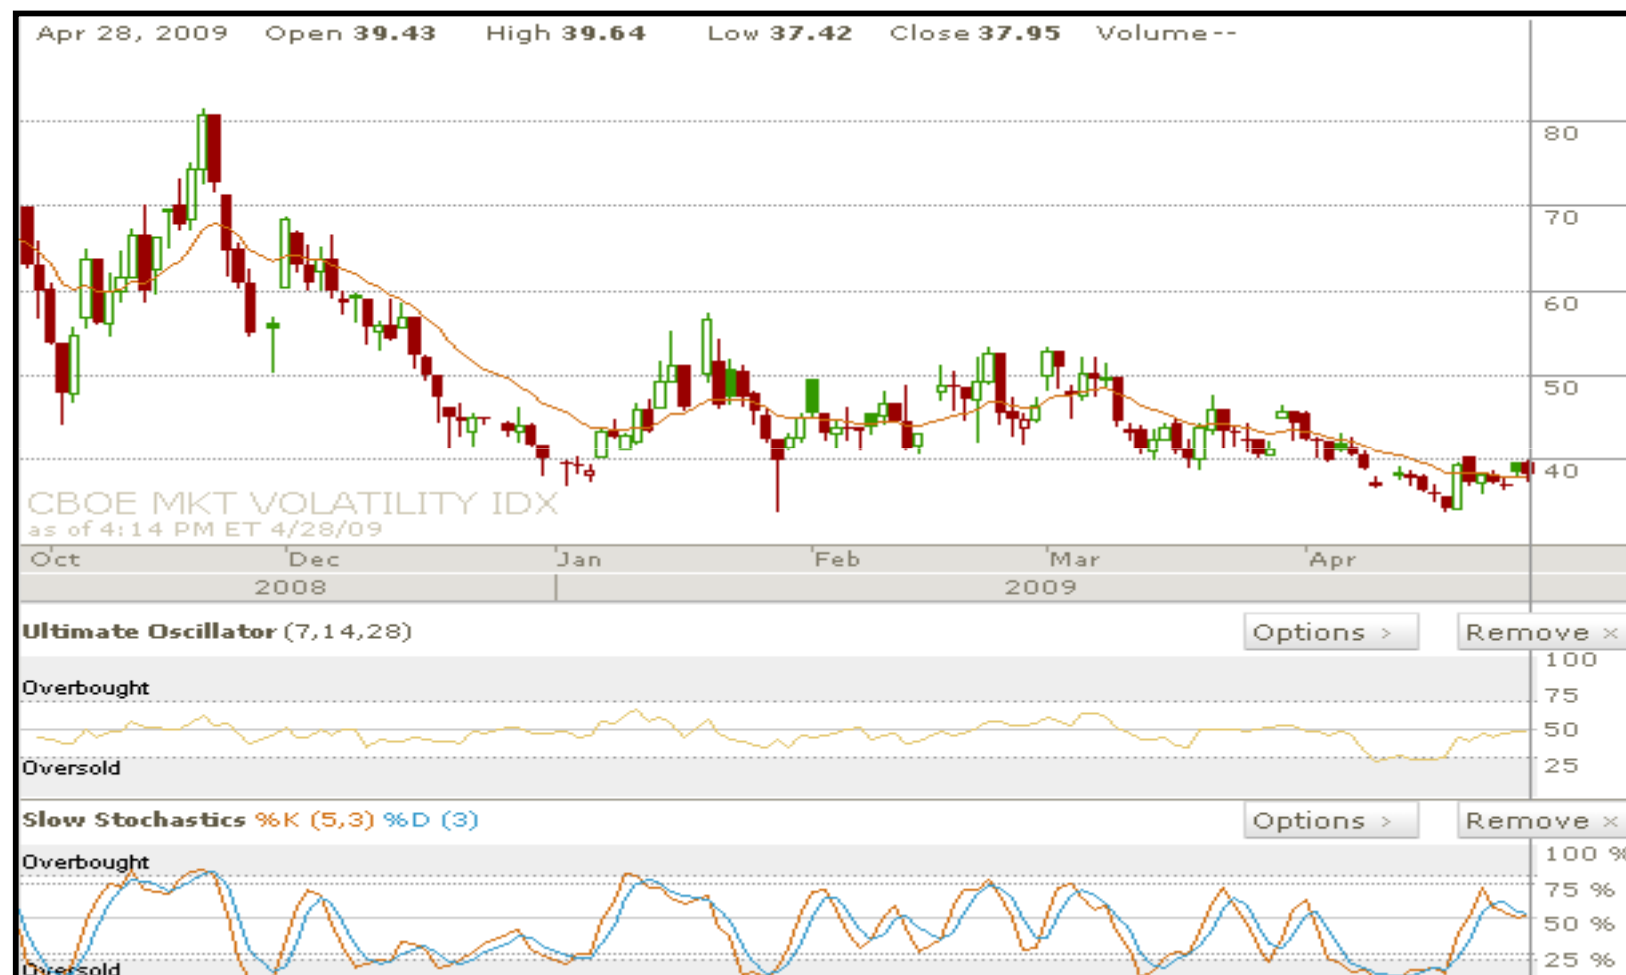 Apr 28, 2009 Open 39.43 High 39.64 Low 37.42 Close 37.95 Volume--
80
70
60
50
40
CBOE MKT VOLATILITY IDX
as of 4:14 PM ET 4/28/09
Oct Dec Jan Feb Mar Apr
2008 2009
Ultimate Oscillator (7,14,28) Options > Remove ×
100
Overbought
75
50
25
Oversold
Slow Stochastics %K (5,3) %D (3) Options > Remove ×
100 %
Overbought
75 %
50 %
25 %
Oversold